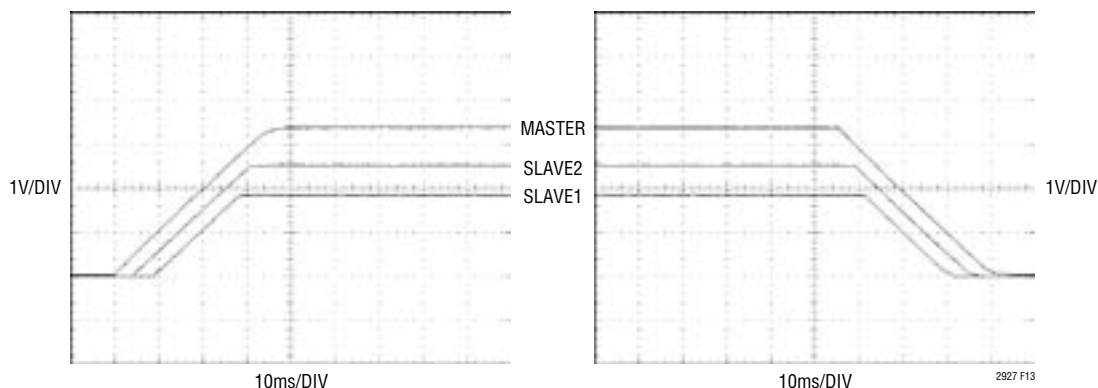 MASTER
SLAVE2
SLAVE1
1V/DIV
1V/DIV
10ms/DIV
10ms/DIV
2927 F13